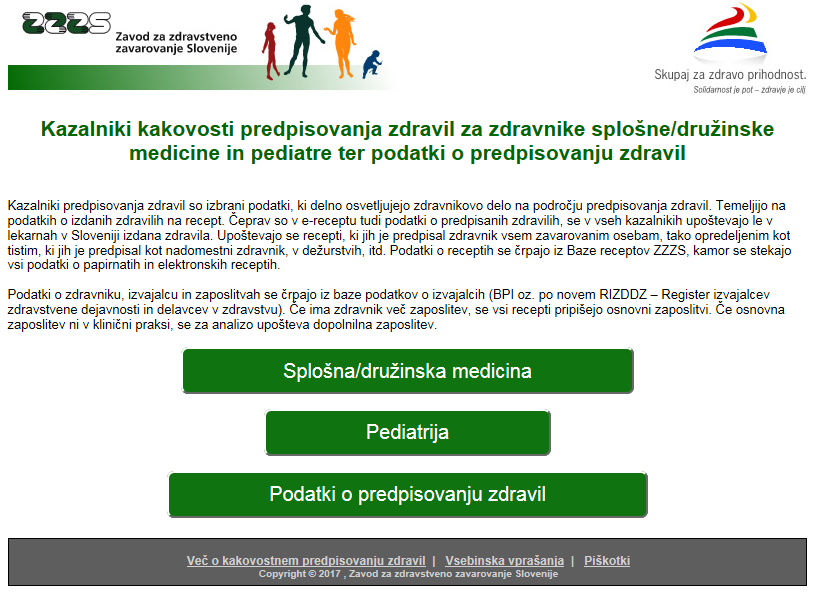 ZZZS
Zavod za zdravstveno
zavarovanje Slovenije
Skupaj za zdravo prihodnost.
Solidarnost je pot – zdravje je cilj
Kazalniki kakovosti predpisovanja zdravil za zdravnike splošne/družinske
medicine in pediatre ter podatki o predpisovanju zdravil
Kazalniki predpisovanja zdravil so izbrani podatki, ki delno osvetljujejo zdravnikovo delo na področju predpisovanja zdravil. Temeljijo na
podatkih o izdanih zdravilih na recept. Čeprav so v e-receptu tudi podatki o predpisanih zdravilih, se v vseh kazalnikih upoštevajo le v
lekarnah v Sloveniji izdana zdravila. Upoštevajo se recepti, ki jih je predpisal zdravnik vsem zavarovanim osebam, tako opredeljenim kot
tistim, ki jih je predpisal kot nadomestni zdravnik, v dežurstvih, itd. Podatki o receptih se črpajo iz Baze receptov ZZZS, kamor se stekajo
vsi podatki o papirnatih in elektronskih receptih.
Podatki o zdravniku, izvajalcu in zaposlitvah se črpajo iz baze podatkov o izvajalcih (BPI oz. po novem RIZDDZ – Register izvajalcev
zdravstvene dejavnosti in delavcev v zdravstvu). Če ima zdravnik več zaposlitev, se vsi recepti pripišejo osnovni zaposlitvi. Če osnovna
zaposlitev ni v klinični praksi, se za analizo upošteva dopolnilna zaposlitev.
Splošna/družinska medicina
Pediatrija
Podatki o predpisovanju zdravil
Več o kakovostnem predpisovanju zdravil | Vsebinska vprašanja | Piškotki
Copyright © 2017 , Zavod za zdravstveno zavarovanje Slovenije